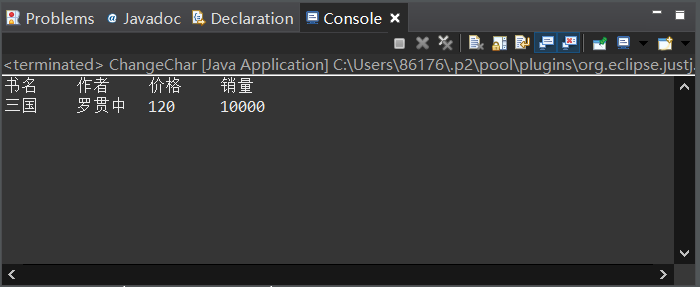 Problems Javadoc Declaration Console
<terminated> ChangeChar [Java Application] C:\Users\86176\.p2\pool\plugins\org.eclipse.justj.
书名 作者 价格 销量
三国 罗贯中 120 10000